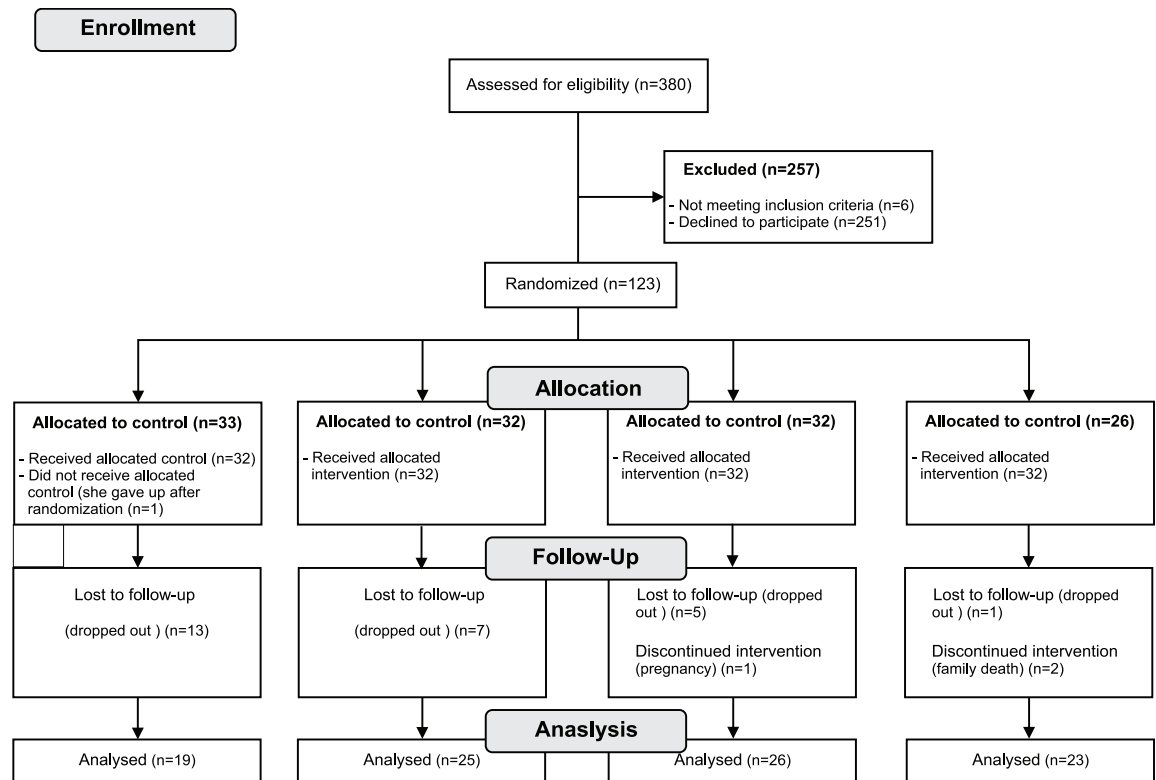 Enrollment
Assessed for eligibility (n=380)
Excluded (n=257)
- Not meeting inclusion criteria (n=6)
- Declined to participate (n=251)
Randomized (n=123)
Allocation
Allocated to control (n=33)
- Received allocated control (n=32)
- Did not receive allocated
control (she gave up after
randomization (n=1)
Allocated to control (n=32)
- Received allocated
intervention (n=32)
Allocated to control (n=32)
- Received allocated
intervention (n=32)
Allocated to control (n=26)
- Received allocated
intervention (n=32)
Follow-Up
Lost to follow-up
(dropped out ) (n=13)
Lost to follow-up
(dropped out ) (n=7)
Lost to follow-up (dropped
out ) (n=5)
Discontinued intervention
(pregnancy) (n=1)
Lost to follow-up (dropped
out ) (n=1)
Discontinued intervention
(family death) (n=2)
Anaslysis
Analysed (n=19)
Analysed (n=25)
Analysed (n=26)
Analysed (n=23)